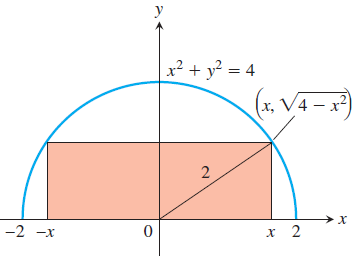 y
x² + y² = 4
(x, √4 − x²)
2
−2 −x 0 x 2 x